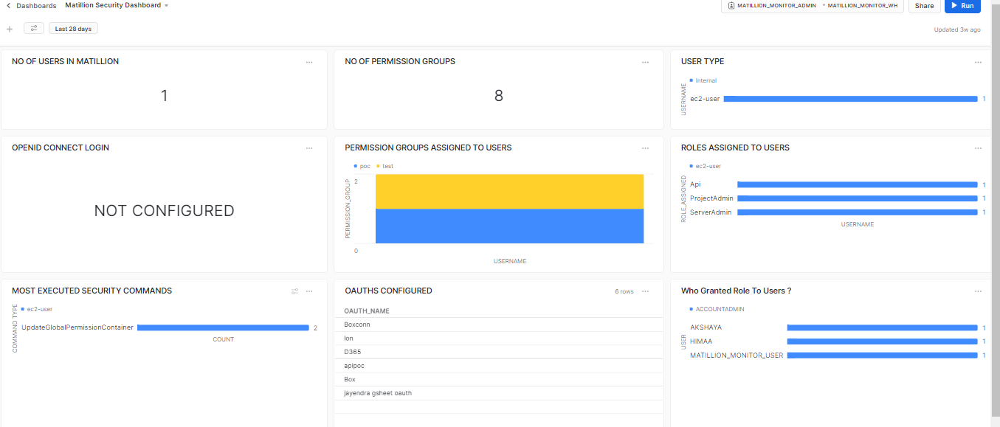 Dashboards Matillion Security Dashboard
MATILLION_MONITOR_ADMIN • MATILLION_MONITOR_WH Share Run
Last 28 days
Updated 3w ago
NO OF USERS IN MATILLION
1
NO OF PERMISSION GROUPS
8
USER TYPE
Internal
USERNAME
ec2-user 1
OPENID CONNECT LOGIN
NOT CONFIGURED
PERMISSION GROUPS ASSIGNED TO USERS
poc test
PERMISSION_GROUP
2
0
USERNAME
ROLES ASSIGNED TO USERS
ec2-user
ROLE_ASSIGNED
Api 1
ProjectAdmin 1
ServerAdmin 1
USERNAME
MOST EXECUTED SECURITY COMMANDS
ec2-user
COMMAND TYPE
UpdateGlobalPermissionContainer 2
COUNT
OAUTHS CONFIGURED 6 rows
OAUTH_NAME
Boxconn
Ion
D365
apipoc
Box
jayendra gsheet oauth
Who Granted Role To Users ?
ACCOUNTADMIN
USER
AKSHAYA 1
HIMAA 1
MATILLION_MONITOR_USER 1